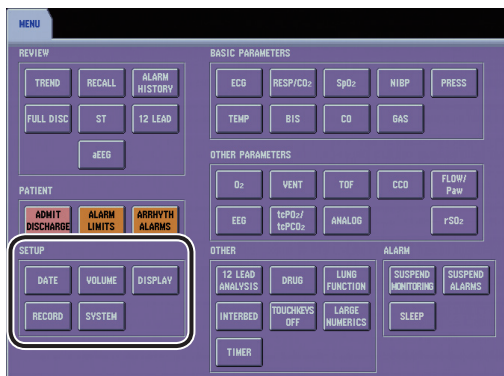 MENU
REVIEW
TREND
RECALL
ALARM
HISTORY
FULL DISC
ST
12 LEAD
aEEG
PATIENT
ADMIT
DISCHARGE
ALARM
LIMITS
ARRHYTH
ALARMS
SETUP
DATE
VOLUME
DISPLAY
RECORD
SYSTEM
BASIC PARAMETERS
ECG
RESP/CO₂
SpO₂
NIBP
PRESS
TEMP
BIS
CO
GAS
OTHER PARAMETERS
O₂
VENT
TOF
CCO
FLOW/
Paw
EEG
tcPO₂/
tcPCO₂
ANALOG
rSO₂
OTHER
12 LEAD
ANALYSIS
DRUG
LUNG
FUNCTION
INTERBED
TOUCHKEYS
OFF
LARGE
NUMERICS
TIMER
ALARM
SUSPEND
MONITORING
SUSPEND
ALARMS
SLEEP